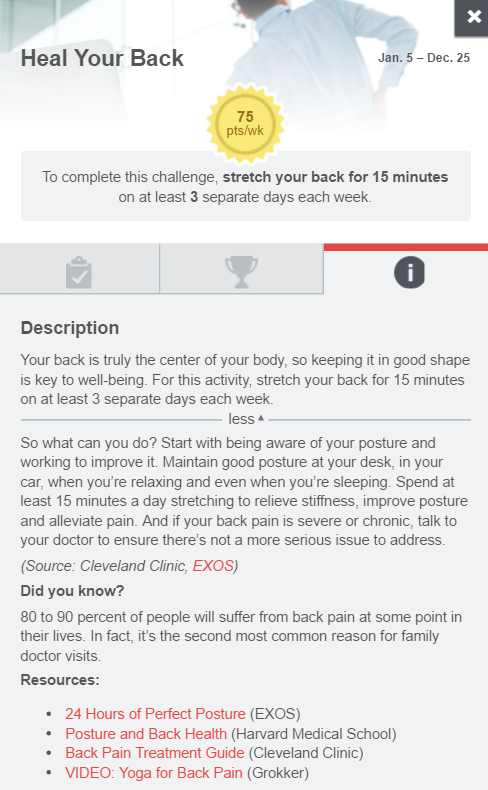 Heal Your Back
Jan. 5 – Dec. 25
75
pts/wk
To complete this challenge, stretch your back for 15 minutes
on at least 3 separate days each week.
Description
Your back is truly the center of your body, so keeping it in good shape
is key to well-being. For this activity, stretch your back for 15 minutes
on at least 3 separate days each week.
less
So what can you do? Start with being aware of your posture and
working to improve it. Maintain good posture at your desk, in your
car, when you're relaxing and even when you're sleeping. Spend at
least 15 minutes a day stretching to relieve stiffness, improve posture
and alleviate pain. And if your back pain is severe or chronic, talk to
your doctor to ensure there's not a more serious issue to address.
(Source: Cleveland Clinic, EXOS)
Did you know?
80 to 90 percent of people will suffer from back pain at some point in
their lives. In fact, it's the second most common reason for family
doctor visits.
Resources:
• 24 Hours of Perfect Posture (EXOS)
• Posture and Back Health (Harvard Medical School)
• Back Pain Treatment Guide (Cleveland Clinic)
• VIDEO: Yoga for Back Pain (Grokker)